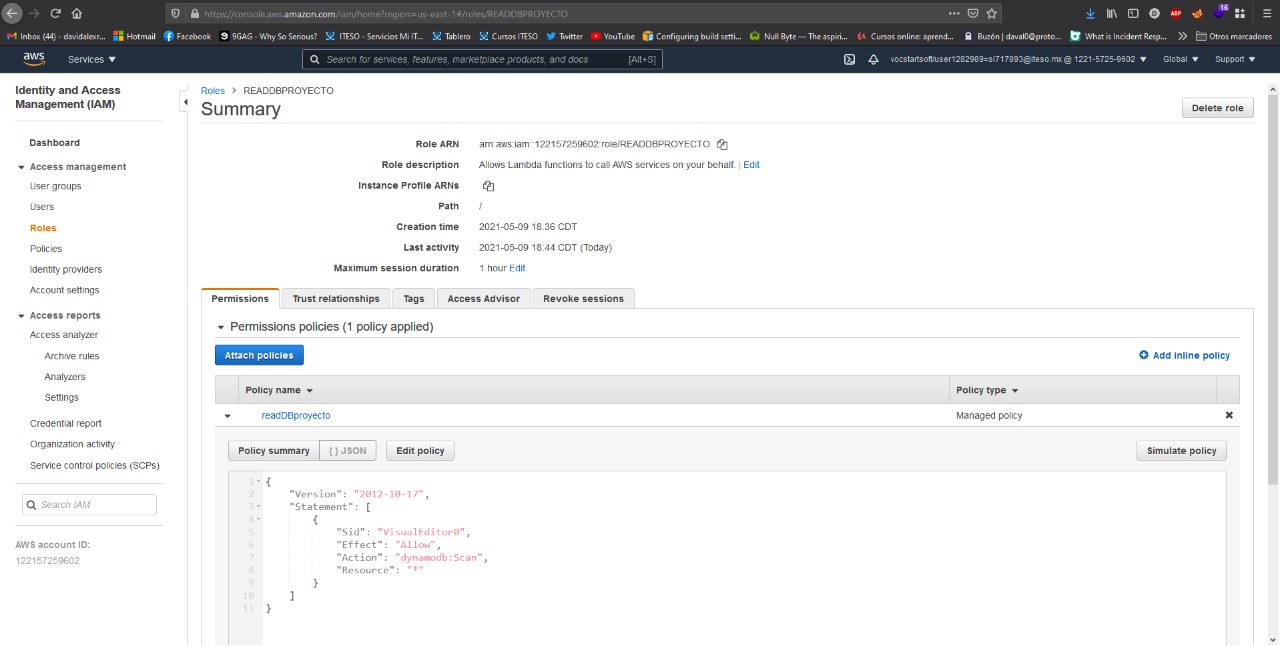 https://console.aws.amazon.com/iam/home?region=us-east-1#/roles/READDBPROYECTO
16
Inbox (44) - davidalexr... Hotmail Facebook 9GAG - Why So Serious? ITESO - Servicios Mi IT... Tablero Cursos ITESO Twitter YouTube Configuring build setti... Null Byte — The aspirin... Cursos online: aprend... Buzón | daval0@proto... What is Incident Resp... Otros marcadores
aws Services Search for services, features, marketplace products, and docs [Alt+S] vocstartsoft/user1282989=si717893@iteso.mx @ 1221-5725-9602 Global Support
Identity and Access
Management (IAM)
Dashboard
Access management
User groups
Users
Roles
Policies
Identity providers
Account settings
Access reports
Access analyzer
Archive rules
Analyzers
Settings
Credential report
Organization activity
Service control policies (SCPs)
Search IAM
AWS account ID:
122157259602
Roles > READDBPROYECTO
Summary
Delete role
Role ARN arn:aws:iam::122157259602:role/READDBPROYECTO
Role description Allows Lambda functions to call AWS services on your behalf. | Edit
Instance Profile ARNs
Path /
Creation time 2021-05-09 18:36 CDT
Last activity 2021-05-09 18:44 CDT (Today)
Maximum session duration 1 hour Edit
Permissions Trust relationships Tags Access Advisor Revoke sessions
Permissions policies (1 policy applied)
Attach policies
Add inline policy
Policy name Policy type
readDBproyecto Managed policy
Policy summary { } JSON Edit policy Simulate policy
1 {
2 "Version": "2012-10-17",
3 "Statement": [
4 {
5 "Sid": "VisualEditor0",
6 "Effect": "Allow",
7 "Action": "dynamodb:Scan",
8 "Resource": "*"
9 }
10 ]
11 }